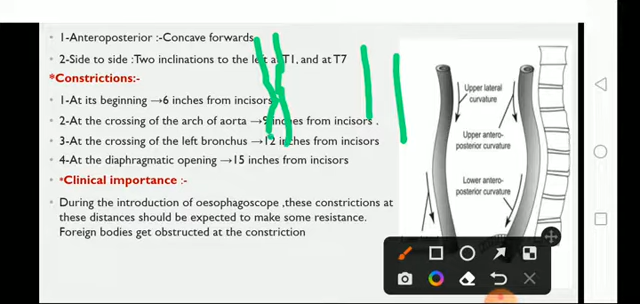 1-Anteroposterior :-Concave forwards
2-Side to side :Two inclinations to the left at T1, and at T7
*Constrictions:-
1-At its beginning →6 inches from incisors
2-At the crossing of the arch of aorta →9 inches from incisors .
3-At the crossing of the left bronchus →12 inches from incisors
4-At the diaphragmatic opening →15 inches from incisors
*Clinical importance :-
During the introduction of oesophagoscope ,these constrictions at
these distances should be expected to make some resistance.
Foreign bodies get obstructed at the constriction
Upper lateral
curvature
Upper antero-
posterior curvature
Lower antero-
posterior curvature